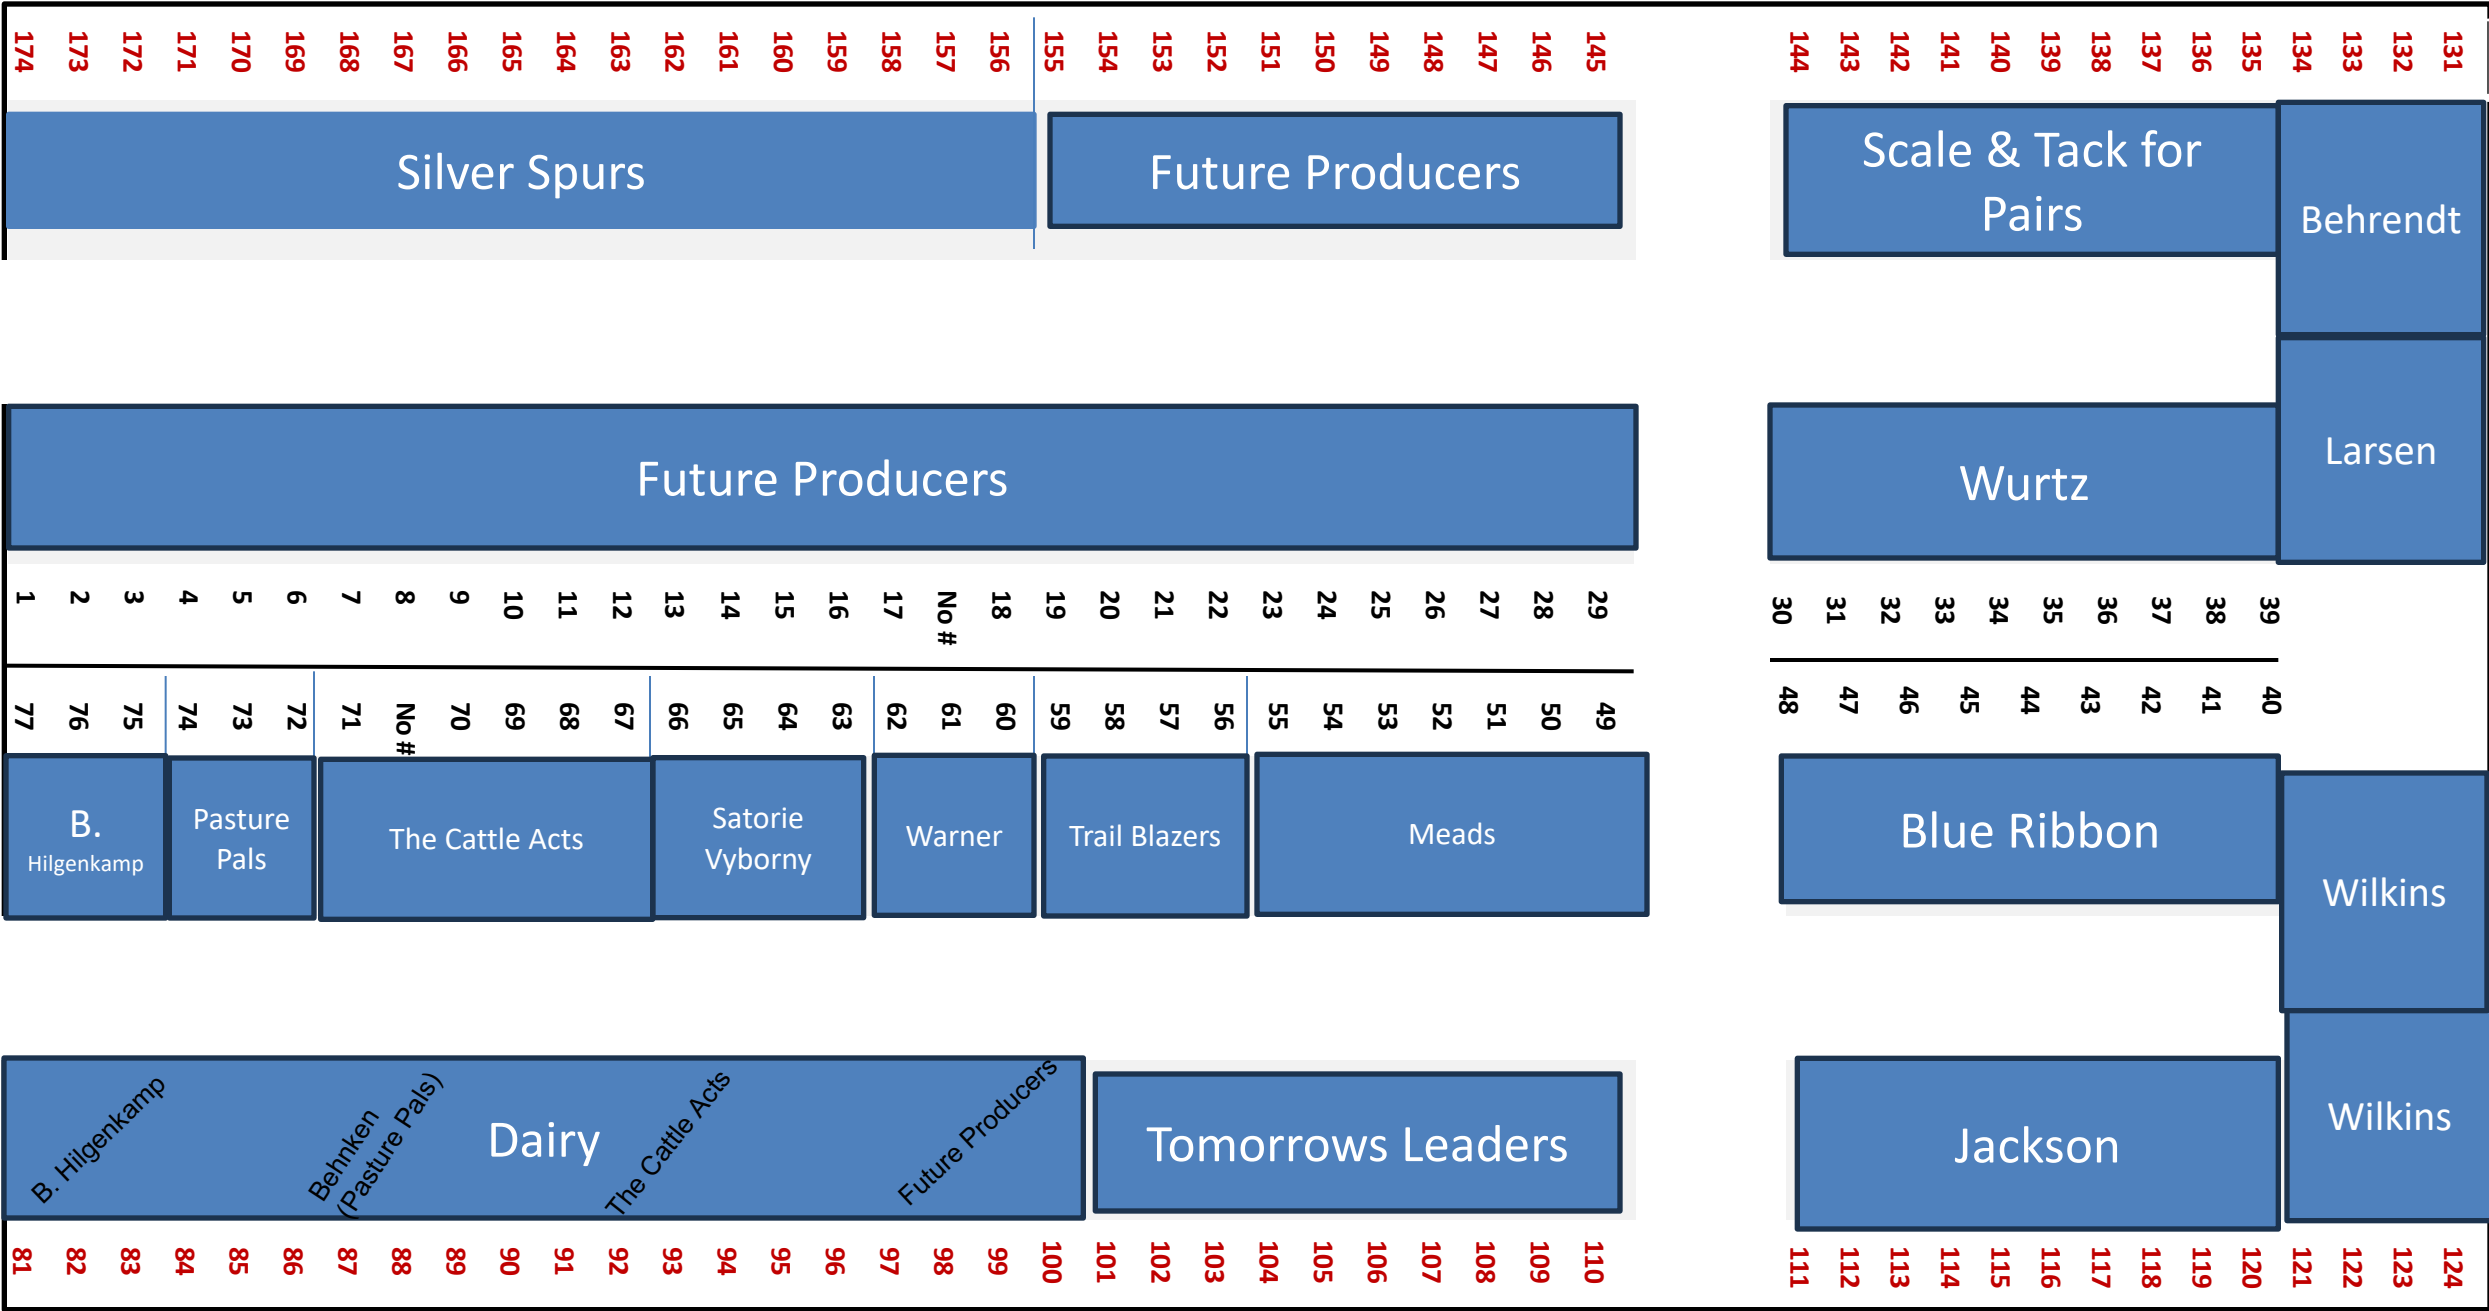 174 173 172 171 170 169 168 167 166 165 164 163 162 161 160 159 158 157 156 155 154 153 152 151 150 149 148 147 146 145 144 143 142 141 140 139 138 137 136 135 134 133 132 131
Silver Spurs
Future Producers
Scale & Tack for
Pairs
Behrendt
Future Producers
Wurtz
Larsen
1 2 3 4 5 6 7 8 9 10 11 12 13 14 15 16 17 No # 18 19 20 21 22 23 24 25 26 27 28 29 30 31 32 33 34 35 36 37 38 39
77 76 75 74 73 72 71 No # 70 69 68 67 66 65 64 63 62 61 60 59 58 57 56 55 54 53 52 51 50 49 48 47 46 45 44 43 42 41 40
B.
Hilgenkamp
Pasture
Pals
The Cattle Acts
Satorie
Vyborny
Warner
Trail Blazers
Meads
Blue Ribbon
Wilkins
B. Hilgenkamp
Behnken
(Pasture Pals)
Dairy
The Cattle Acts
Future Producers
Tomorrows Leaders
Jackson
Wilkins
81 82 83 84 85 86 87 88 89 90 91 92 93 94 95 96 97 98 99 100 101 102 103 104 105 106 107 108 109 110 111 112 113 114 115 116 117 118 119 120 121 122 123 124